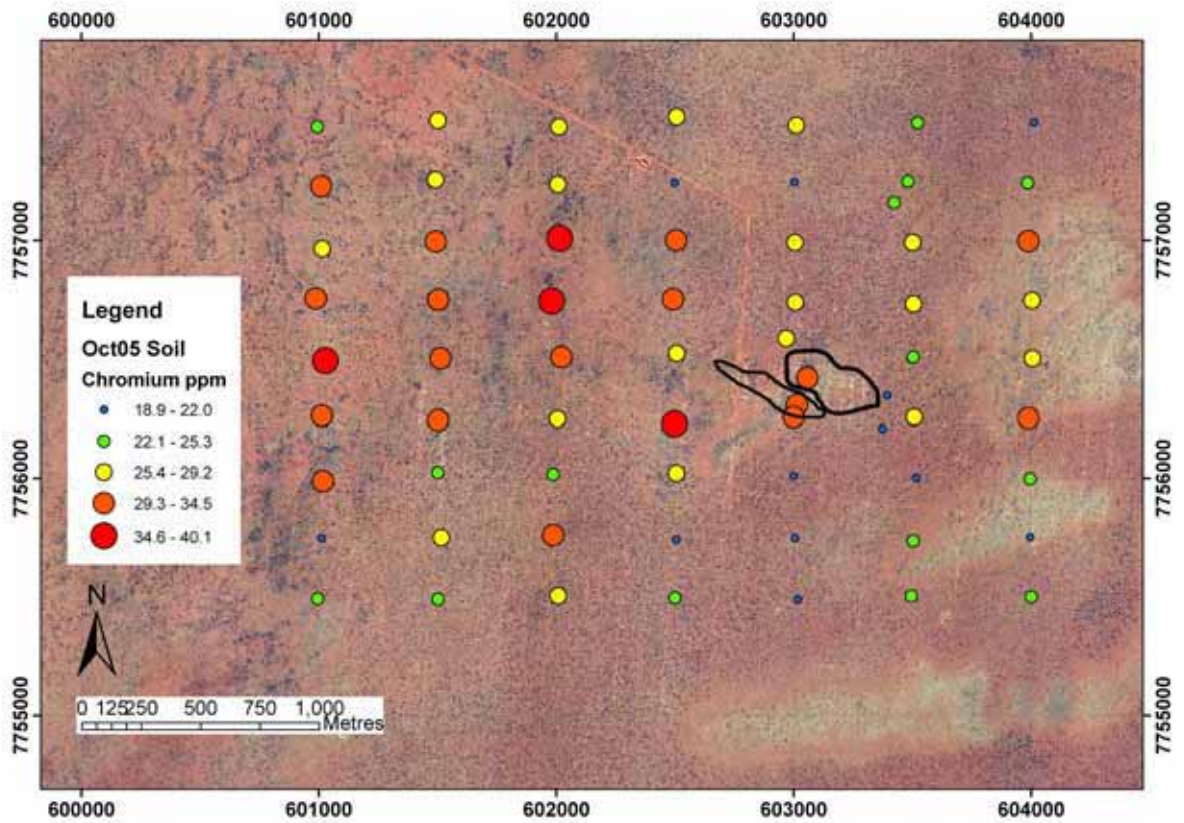 600000 601000 602000 603000 604000
7757000 7757000
Legend
Oct05 Soil
Chromium ppm
18.9 - 22.0
22.1 - 25.3
25.4 - 29.2
29.3 - 34.5
34.6 - 40.1
7756000 7756000
N
0 125250 500 750 1,000
Metres
7755000 7755000
600000 601000 602000 603000 604000